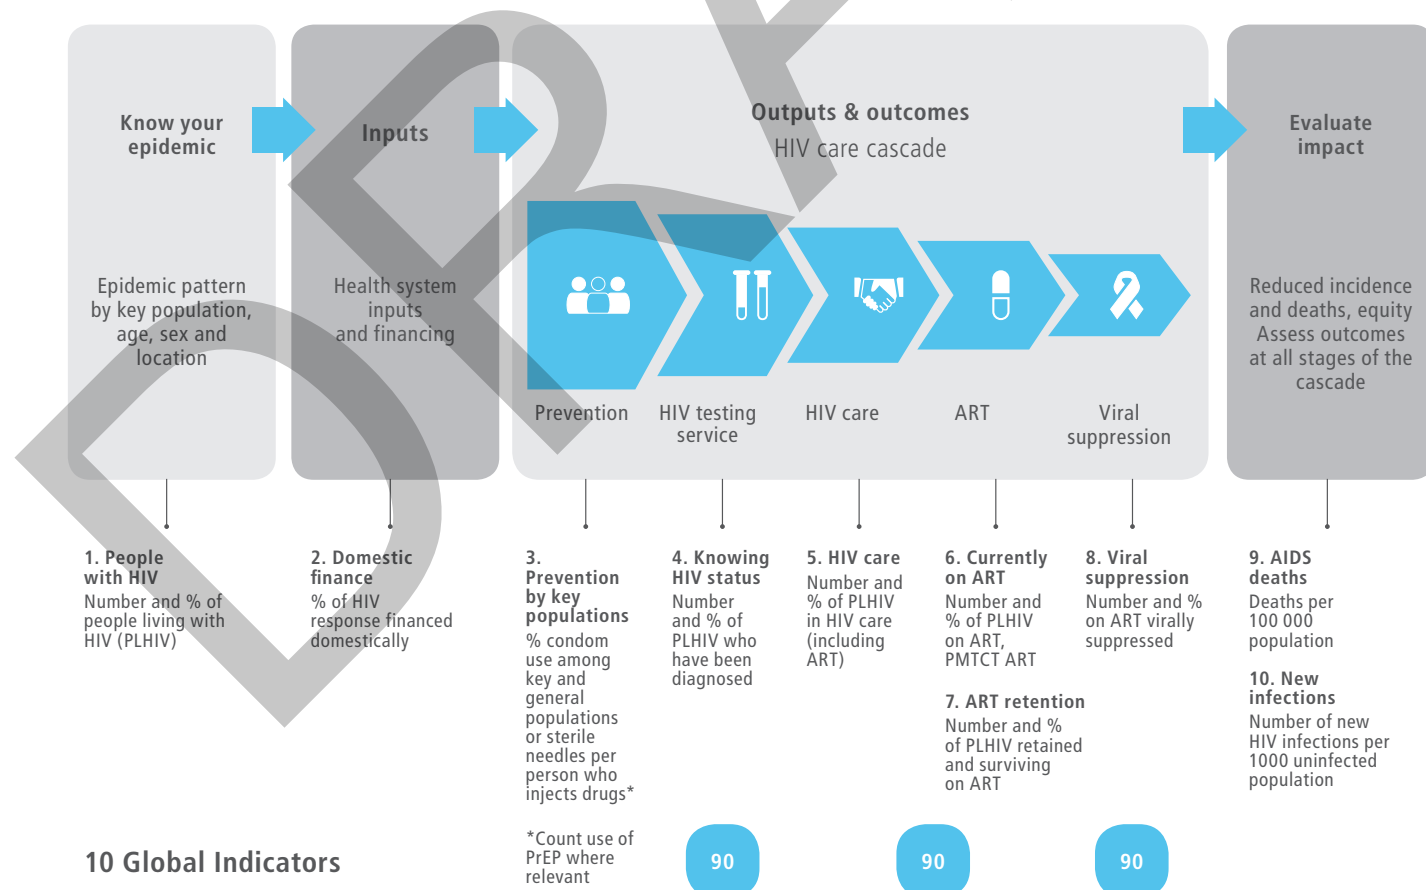 Know your
epidemic
Inputs
Outputs & outcomes
HIV care cascade
Evaluate
impact
Epidemic pattern
by key population,
age, sex and
location
Health system
inputs
and financing
Prevention
HIV testing
service
HIV care
ART
Viral
suppression
Reduced incidence
and deaths, equity
Assess outcomes
at all stages of the
cascade
1. People
with HIV
Number and % of
people living with
HIV (PLHIV)
2. Domestic
finance
% of HIV
response financed
domestically
3.
Prevention
by key
populations
% condom
use among
key and
general
populations
or sterile
needles per
person who
injects drugs*
*Count use of
PrEP where
relevant
4. Knowing
HIV status
Number
and % of
PLHIV who
have been
diagnosed
5. HIV care
Number and
% of PLHIV
in HIV care
(including
ART)
6. Currently
on ART
Number and
% of PLHIV
on ART,
PMTCT ART
7. ART retention
Number and %
of PLHIV retained
and surviving
on ART
8. Viral
suppression
Number and %
on ART virally
suppressed
9. AIDS
deaths
Deaths per
100 000
population
10. New
infections
Number of new
HIV infections per
1000 uninfected
population
10 Global Indicators
90
90
90